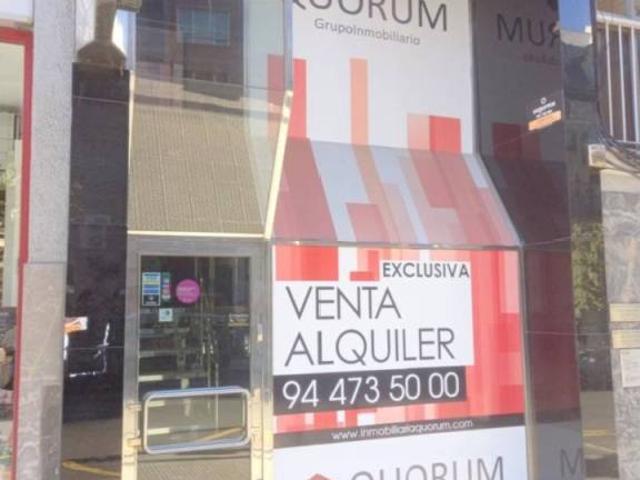 QUORUM
GrupoInmobiliario
EXCLUSIVA
VENTA
ALQUILER
94 473 50 00
www.inmobiliariaquorum.com
QUORUM